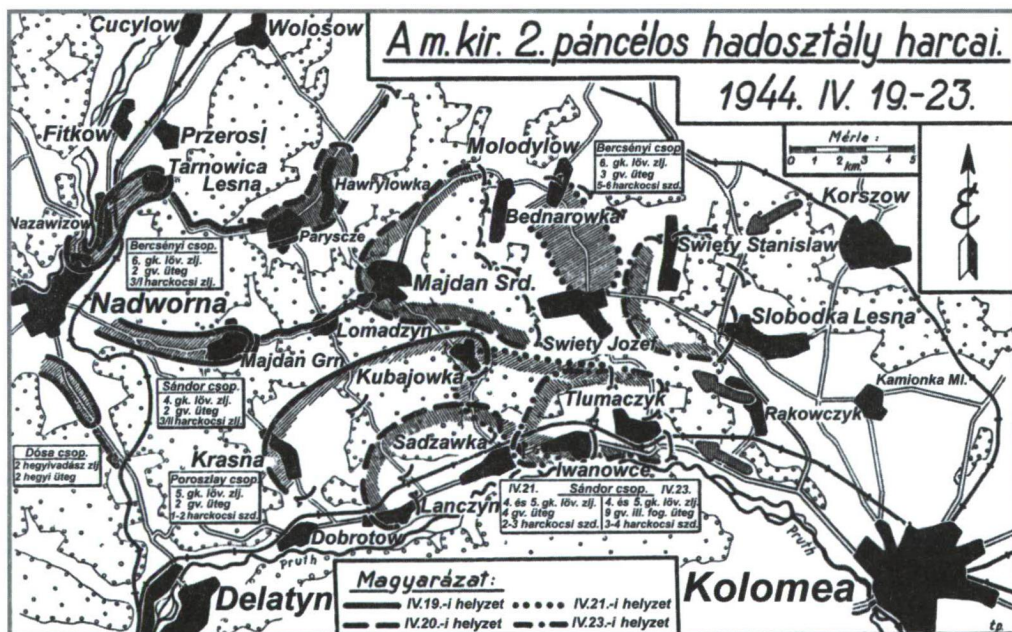 A m. kir. 2. páncélos hadosztály harcai.
1944. IV. 19.-23.
Mérle :
0 1 2 3 4 5
km.
É
Cucylow
Wolosow
Fitkow
Przerosl
Tarnowica
Lesna
Hawrylowka
Nazawizow
Paryscze
Molodylow
Bednarowka
Bercsényi csop
6. gk. löv. zlj.
3 gv. üteg
5-6 harckocsi szd.
Korszow
Swiety Stanislaw
Bercsényi csop.
6. gk. löv. zlj.
2 gv. üteg
3/I harckocsi zlj.
Nadworna
Majdan Srd.
Lomadzyn
Majdan Grn
Slobodka Lesna
Swiety Jozef
Kubajowka
Kamionka Ml.
Tlumaczyk
Rakowczyk
Sándor csop.
4. gk. löv. zlj.
2 gv. üteg
3/II harckocsi zlj.
Sadzawka
Dósa csop.
2 hegyivadász zlj
2 hegyi üteg
Krasna
Poroszlay csop
5. gk. löv. zlj.
2 gv. üteg
1-2 harckocsi szd.
Iwanowce
IV.21. Sándor csop. IV.23.
4. és 5. gk. löv. zlj. 4. és 5. gk. löv. zlj.
4 gv. üteg 9 gv. ill. fog. üteg
2-3 harckocsi szd. 3-4 harckocsi szd.
Lanczyn
Dobrotow
Pruth
Pruth
Delatyn
Kolomea
Magyarázat:
IV.19.-i helyzet IV.21.-i helyzet
IV.20.-i helyzet IV.23.-i helyzet
t.p.